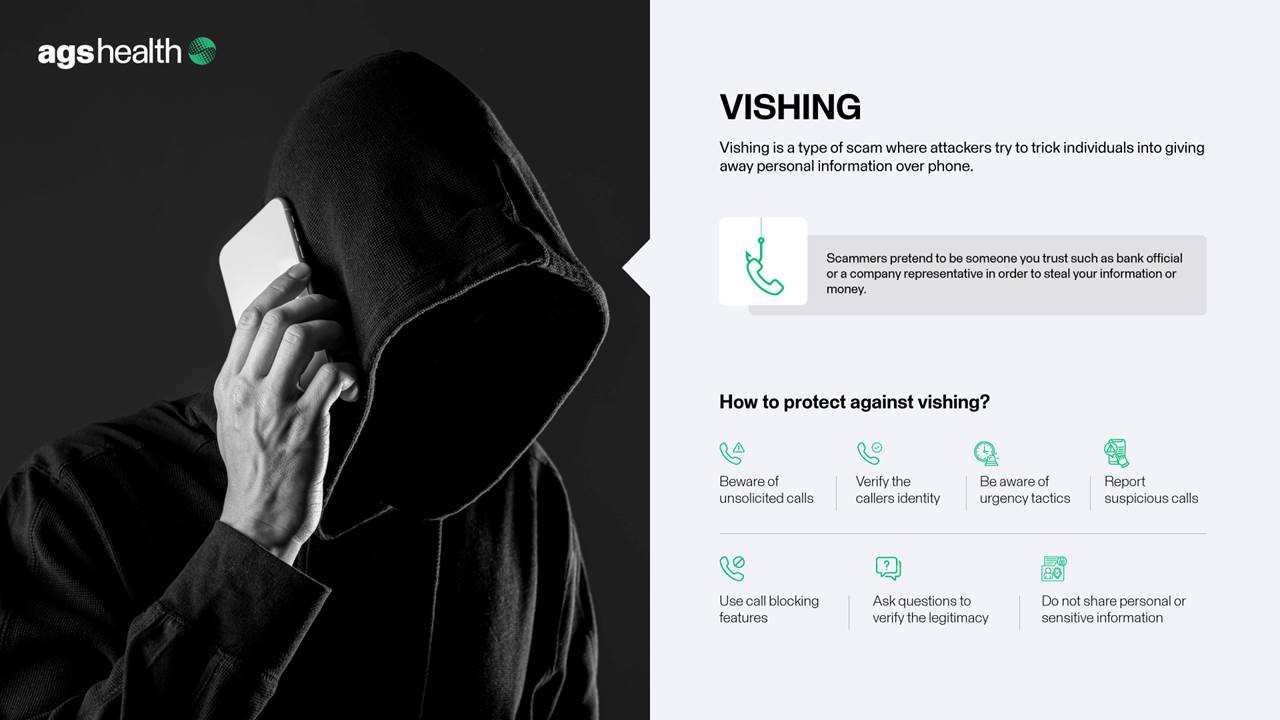 agshealth
VISHING
Vishing is a type of scam where attackers try to trick individuals into giving
away personal information over phone.
Scammers pretend to be someone you trust such as bank official
or a company representative in order to steal your information or
money.
How to protect against vishing?
Beware of
unsolicited calls
Verify the
callers identity
Be aware of
urgency tactics
Report
suspicious calls
Use call blocking
features
Ask questions to
verify the legitimacy
Do not share personal or
sensitive information